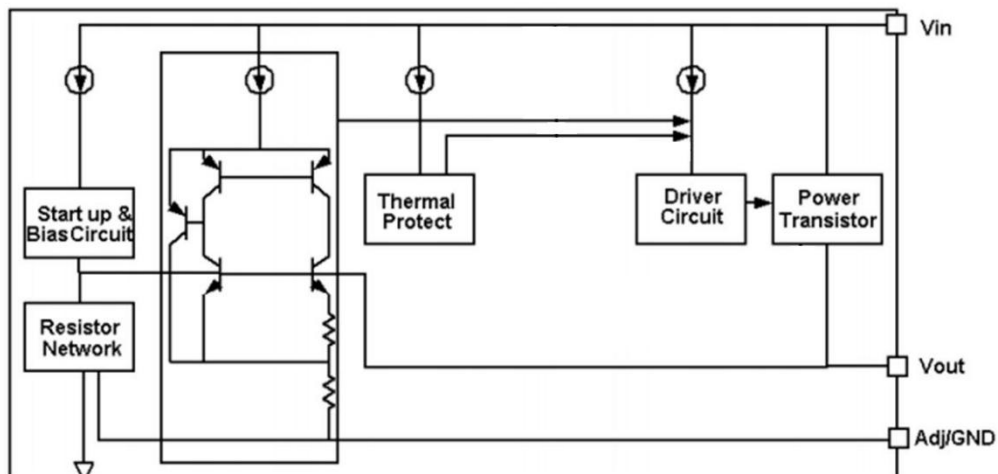 Vin
Start up &
Bias Circuit
Thermal
Protect
Driver
Circuit
Power
Transistor
Resistor
Network
Vout
Adj/GND